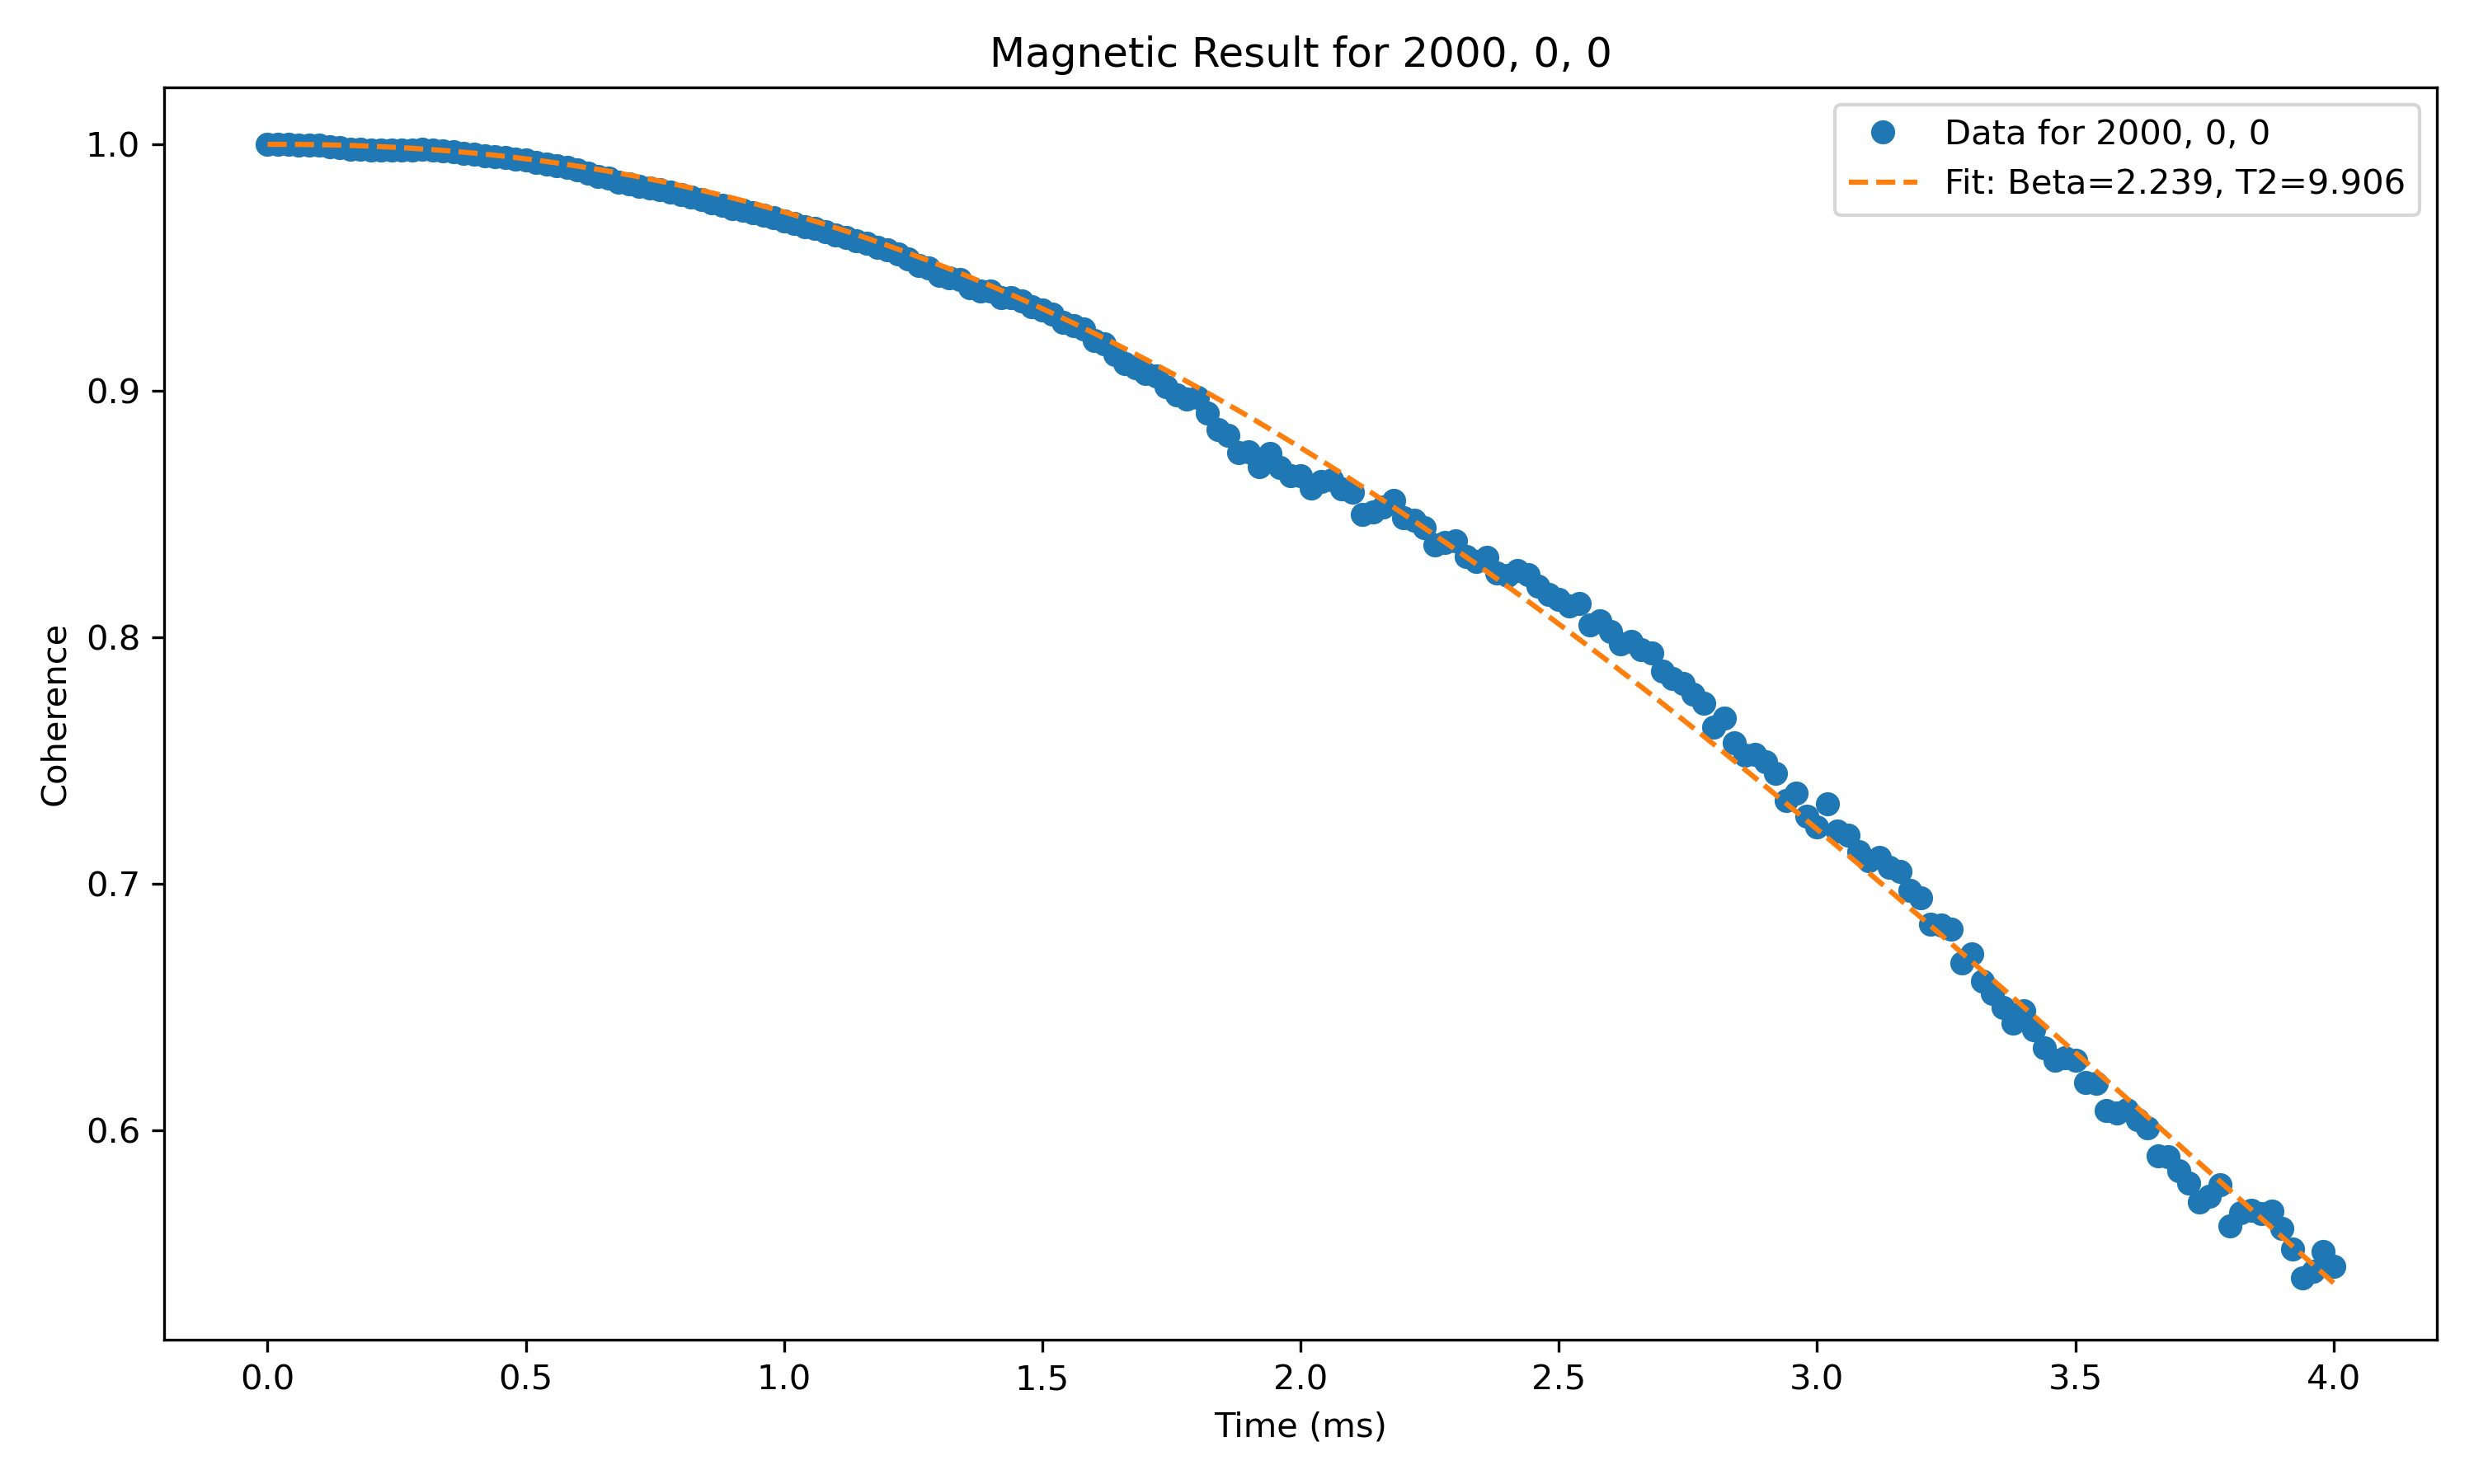 Magnetic Result for 2000, 0, 0
Data for 2000, 0, 0
Fit: Beta=2.239, T2=9.906
Coherence
1.0
0.9
0.8
0.7
0.6
0.0 0.5 1.0 1.5 2.0 2.5 3.0 3.5 4.0
Time (ms)